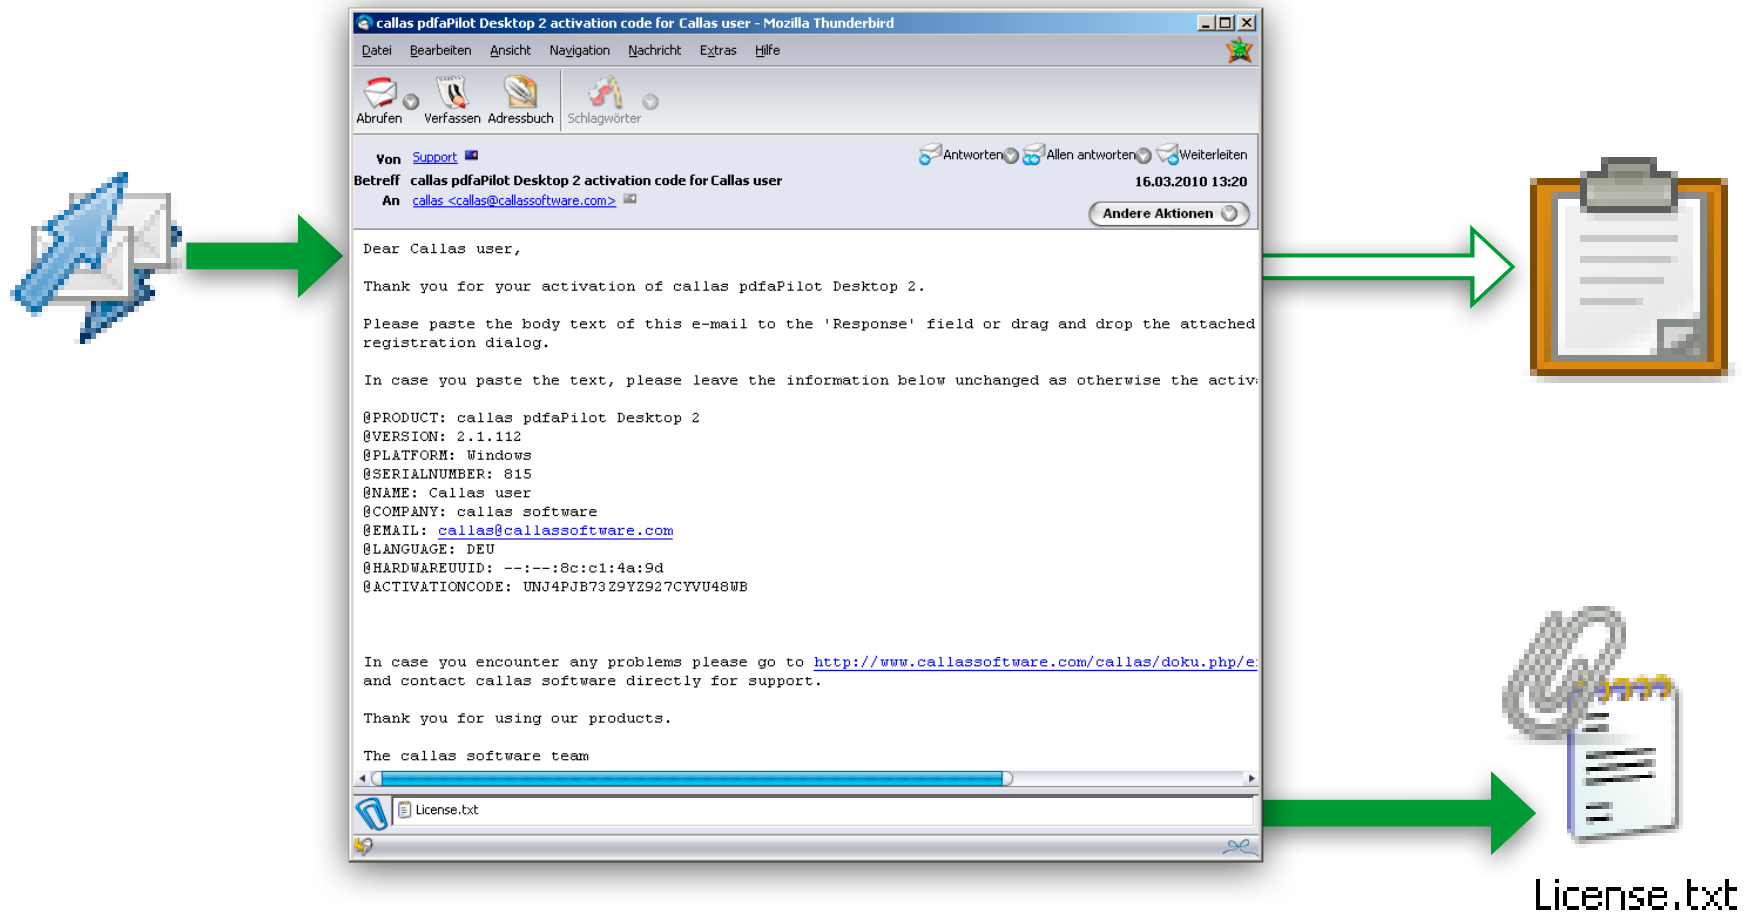 callas pdfaPilot Desktop 2 activation code for Callas user - Mozilla Thunderbird
Datei Bearbeiten Ansicht Navigation Nachricht Extras Hilfe
Abrufen Verfassen Adressbuch Schlagwörter
Von Support Antworten Allen antworten Weiterleiten
Betreff callas pdfaPilot Desktop 2 activation code for Callas user 16.03.2010 13:20
An callas <callas@callassoftware.com>
Andere Aktionen
Dear Callas user,
Thank you for your activation of callas pdfaPilot Desktop 2.
Please paste the body text of this e-mail to the 'Response' field or drag and drop the attached
registration dialog.
In case you paste the text, please leave the information below unchanged as otherwise the activ
@PRODUCT: callas pdfaPilot Desktop 2
@VERSION: 2.1.112
@PLATFORM: Windows
@SERIALNUMBER: 815
@NAME: Callas user
@COMPANY: callas software
@EMAIL: callas@callassoftware.com
@LANGUAGE: DEU
@HARDWAREUUID: --:--:8c:c1:4a:9d
@ACTIVATIONCODE: UNJ4PJB73Z9YZ927CYVU48WB
In case you encounter any problems please go to http://www.callassoftware.com/callas/doku.php/e
and contact callas software directly for support.
Thank you for using our products.
The callas software team
License.txt
License.txt